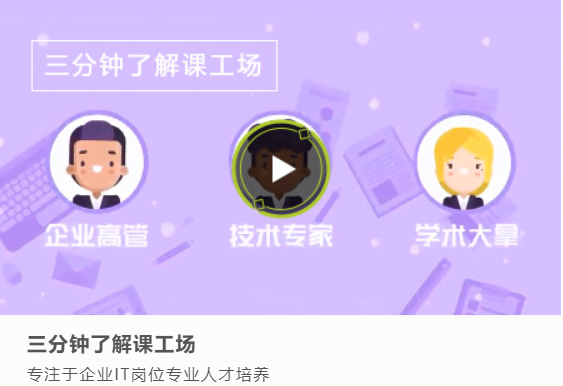 三分钟了解课工场
企业高管 技术专家 学术大拿
三分钟了解课工场
专注于企业IT岗位专业人才培养